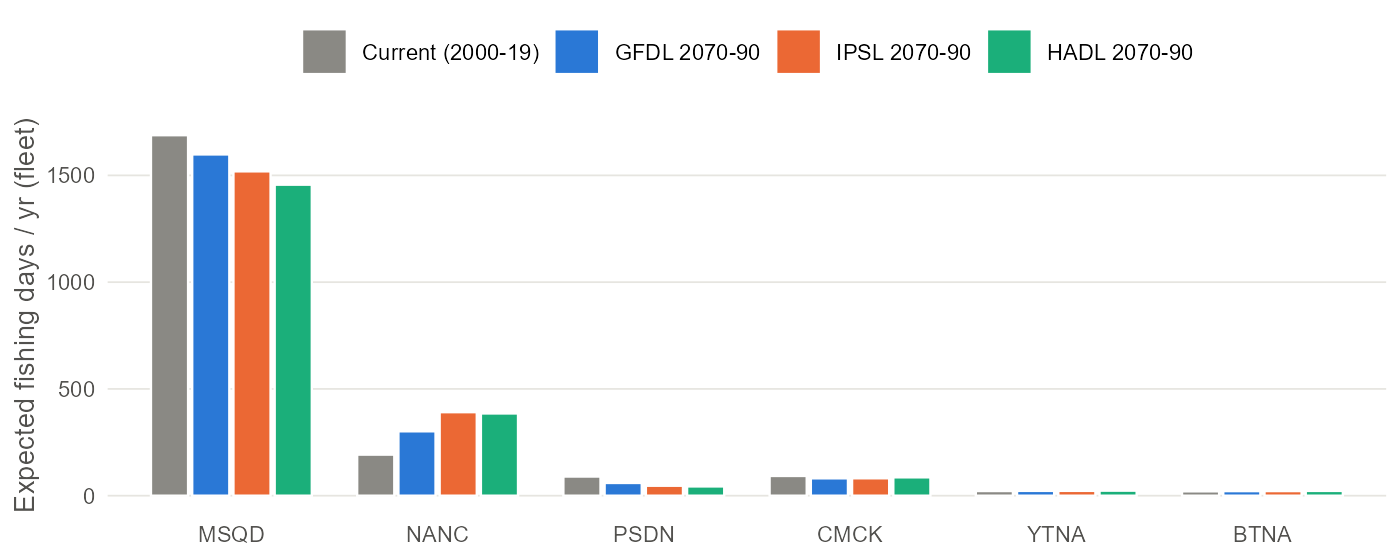 Current (2000-19) GFDL 2070-90 IPSL 2070-90 HADL 2070-90
Expected fishing days / yr (fleet)
1500
1000
500
0
MSQD NANC PSDN CMCK YTNA BTNA